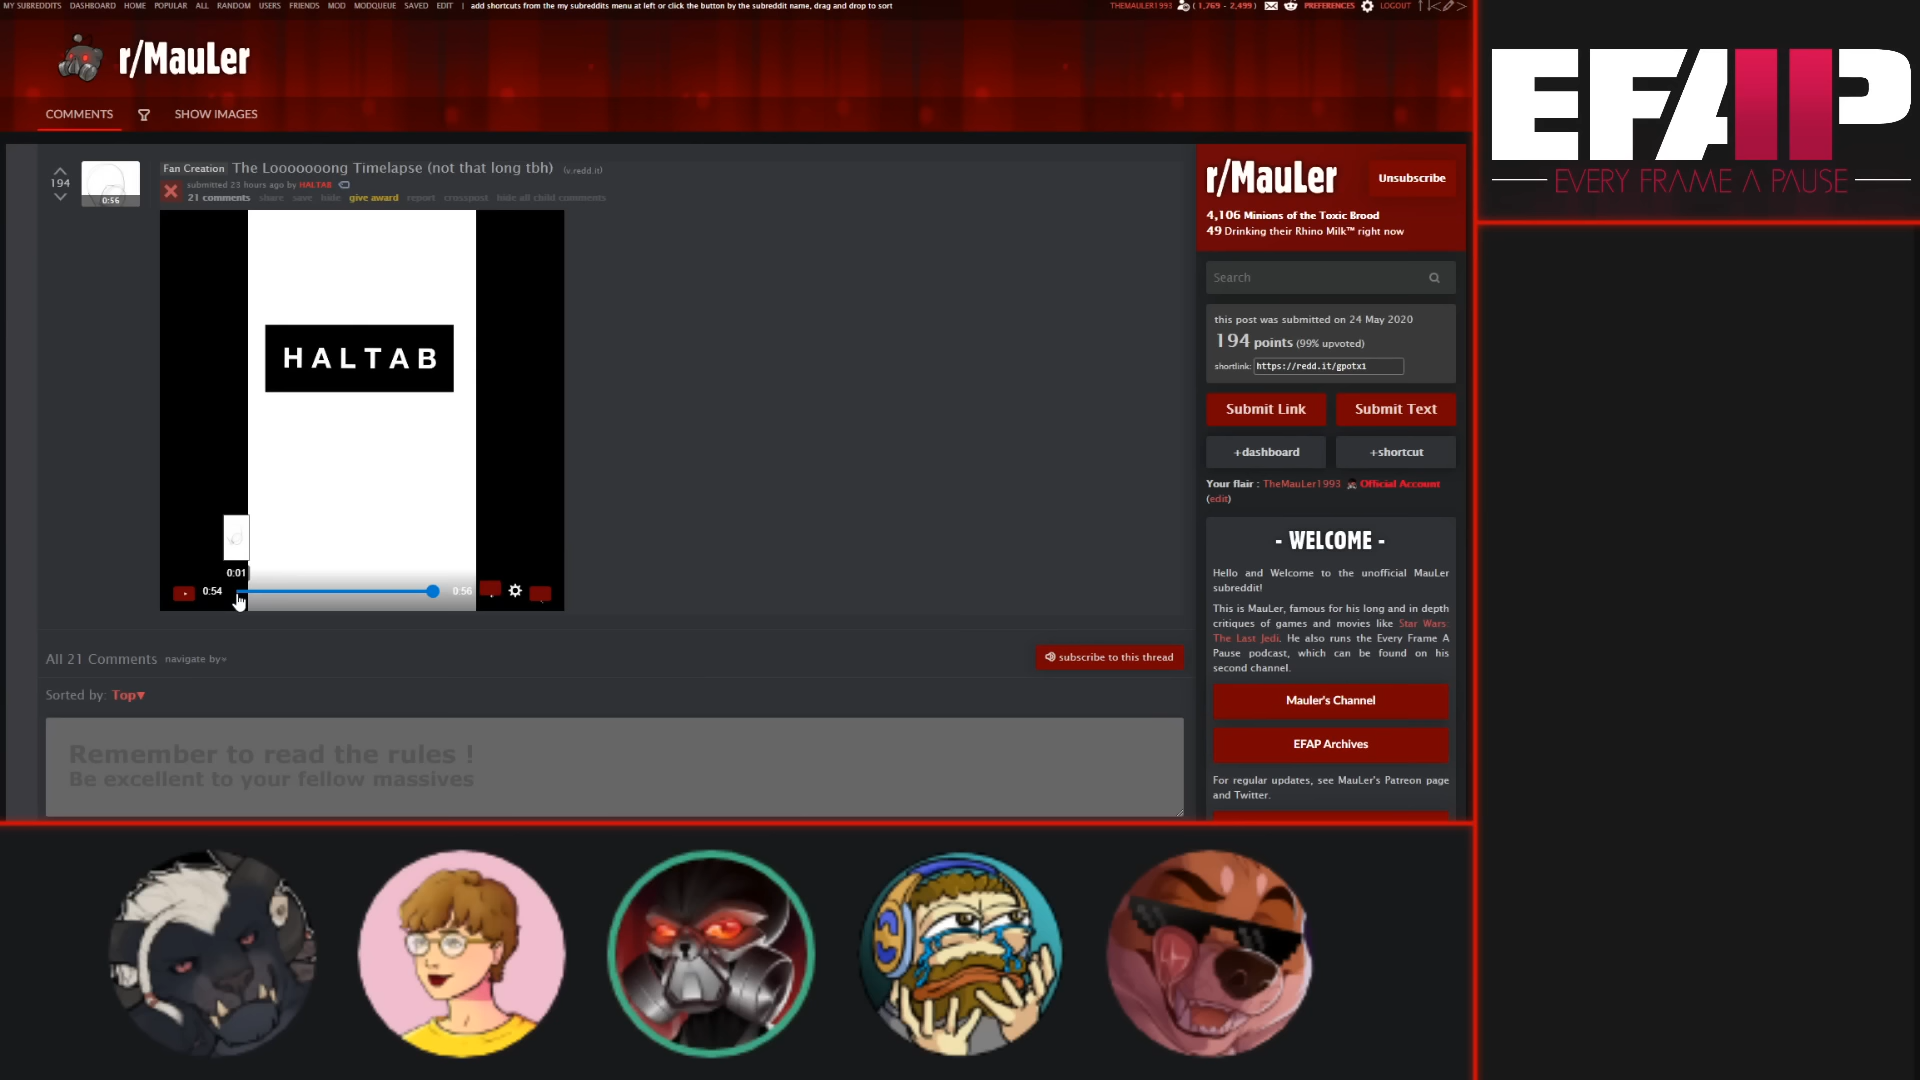 MY SUBREDDITS DASHBOARD HOME POPULAR ALL RANDOM USERS FRIENDS MOD MODQUEUE SAVED EDIT | add shortcuts from the my subreddits menu at left or click the button by the subreddit name, drag and drop to sort
THEMAULER1993 (1,769 - 2,499) PREFERENCES LOGOUT
r/MauLer
COMMENTS SHOW IMAGES
EFAP
EVERY FRAME A PAUSE
194
0:56
Fan Creation The Looooooong Timelapse (not that long tbh) (v.redd.it)
submitted 23 hours ago by HALTAB
21 comments share save hide give award report crosspost hide all child comments
HALTAB
0:01
0:54 0:56
All 21 Comments navigate by
Sorted by: Top▾
subscribe to this thread
Remember to read the rules !
Be excellent to your fellow massives
r/MauLer Unsubscribe
4,106 Minions of the Toxic Brood
49 Drinking their Rhino Milk™ right now
Search
this post was submitted on 24 May 2020
194 points (99% upvoted)
shortlink: https://redd.it/gpotx1
Submit Link Submit Text
+dashboard +shortcut
Your flair : TheMauLer1993 Official Account
(edit)
- WELCOME -
Hello and Welcome to the unofficial MauLer
subreddit!
This is MauLer, famous for his long and in depth
critiques of games and movies like Star Wars:
The Last Jedi. He also runs the Every Frame A
Pause podcast, which can be found on his
second channel.
Mauler's Channel
EFAP Archives
For regular updates, see MauLer's Patreon page
and Twitter.